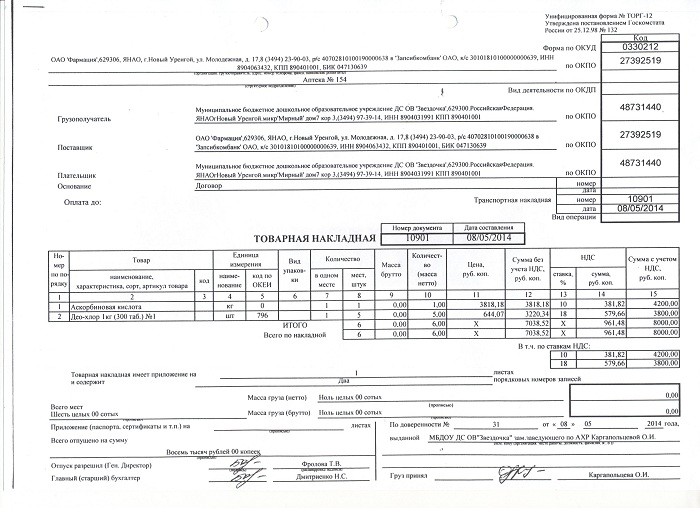 Унифицированная форма № ТОРГ-12
Утверждена постановлением Госкомстата
России от 25.12.98 № 132
Код
Форма по ОКУД 0330212
ОАО 'Фармация',629306, ЯНАО, г.Новый Уренгой, ул. Молодежная, д. 17,8 (3494) 23-90-03, р/с 40702810100190000638 в 'Запсибкомбанк' ОАО, к/с 30101810100000000639, ИНН
8904063432, КПП 890401001, БИК 047130639
по ОКПО 27392519
Аптека № 154
Вид деятельности по ОКДП
Грузополучатель
Муниципальное бюджетное дошкольное образовательное учреждение ДС ОВ 'Звездочка',629300.РоссийскаяФедерация.
ЯНАОгНовый Уренгой.микр'Мирный' дом7 кор 3,(3494) 97-39-14, ИНН 8904031991 КПП 890401001
по ОКПО 48731440
Поставщик
ОАО 'Фармация',629306, ЯНАО, г.Новый Уренгой, ул. Молодежная, д. 17,8 (3494) 23-90-03, р/с 40702810100190000638 в
'Запсибкомбанк' ОАО, к/с 30101810100000000639, ИНН 8904063432, КПП 890401001, БИК 047130639
по ОКПО 27392519
Плательщик
Муниципальное бюджетное дошкольное образовательное учреждение ДС ОВ 'Звездочка',629300.РоссийскаяФедерация.
ЯНАОгНовый Уренгой.микр'Мирный' дом7 кор 3,(3494) 97-39-14, ИНН 8904031991 КПП 890401001
по ОКПО 48731440
Основание Договор номер
дата
Оплата до: Транспортная накладная номер 10901
дата 08/05/2014
Вид операции
Номер документа Дата составления
ТОВАРНАЯ НАКЛАДНАЯ 10901 08/05/2014
Но-мер по по-рядку Товар Единица измерения Вид упаков-ки Количество Масса брутто Количест-во (масса нетто) Цена, руб. коп. Сумма без учета НДС, руб. коп. НДС Сумма с учетом НДС, руб. коп.
наименование, характеристика, сорт, артикул товара код наиме-нование код по ОКЕИ в одном месте мест, штук ставка, % сумма, руб. коп.
1 2 3 4 5 6 7 8 9 10 11 12 13 14 15
1 Аскорбиновая кислота кг 0 1 1 0,00 1,00 3818,18 3818,18 10 381,82 4200,00
2 Део-хлор 1кг (300 таб.) №1 шт 796 1 5 0,00 5,00 644,07 3220,34 18 579,66 3800,00
ИТОГО 6 0,00 6,00 X 7038,52 X 961,48 8000,00
Всего по накладной 6 0,00 6,00 X 7038,52 X 961,48 8000,00
В т.ч. по ставкам НДС:
10 381,82 4200,00
18 579,66 3800,00
Товарная накладная имеет приложение на 1 листах
и содержит Два порядковых номеров записей
Масса груза (нетто) Ноль целых 00 сотых 0,00
(прописью)
Всего мест
Шесть целых 00 сотых Масса груза (брутто) Ноль целых 00 сотых 0,00
(прописью)
Приложение (паспорта, сертификаты и т.п.) на листах По доверенности № 31 от « 08 » 05 2014 года,
Всего отпущено на сумму выданной МБДОУ ДС ОВ"Звездочка" зам.заведующего по АХР Каргапольцевой О.И.
Восемь тысяч рублей 00 копеек
Отпуск разрешил (Ген. Директор) Фролова Т.В.
Главный (старший) бухгалтер Дмитриенко Н.С. Груз принял Каргапольцева О.И.